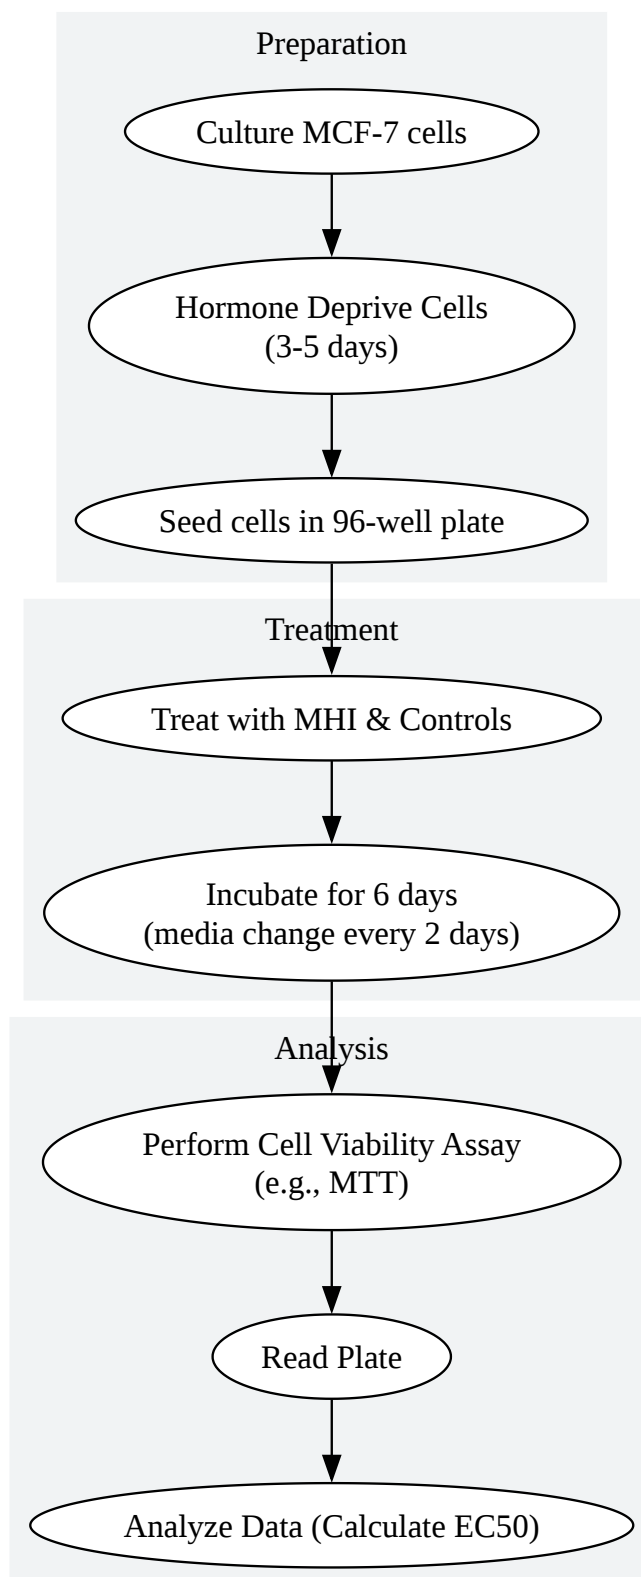 Preparation
Culture MCF-7 cells
Hormone Deprive Cells
(3-5 days)
Seed cells in 96-well plate
Treatment
Treat with MHI & Controls
Incubate for 6 days
(media change every 2 days)
Analysis
Perform Cell Viability Assay
(e.g., MTT)
Read Plate
Analyze Data (Calculate EC50)